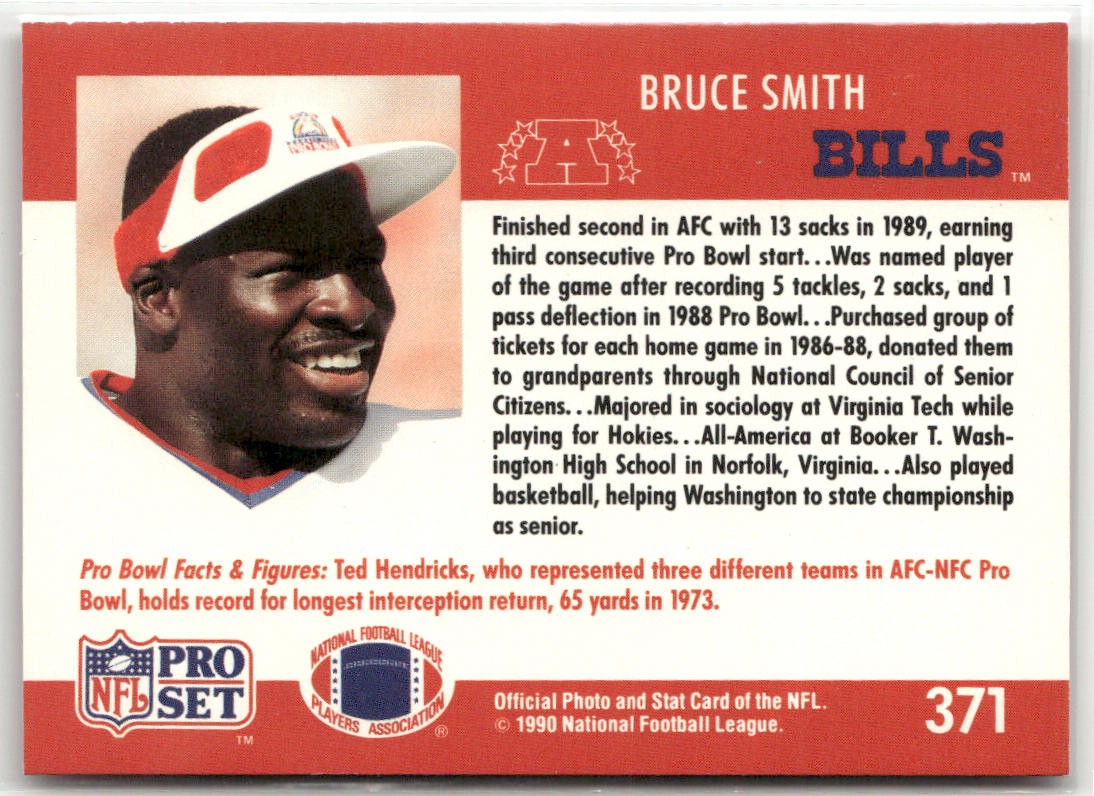 BRUCE SMITH
A
BILLS
TM
PRO BOWL
Finished second in AFC with 13 sacks in 1989, earning
third consecutive Pro Bowl start...Was named player
of the game after recording 5 tackles, 2 sacks, and 1
pass deflection in 1988 Pro Bowl...Purchased group of
tickets for each home game in 1986-88, donated them
to grandparents through National Council of Senior
Citizens...Majored in sociology at Virginia Tech while
playing for Hokies...All-America at Booker T. Wash-
ington High School in Norfolk, Virginia...Also played
basketball, helping Washington to state championship
as senior.
Pro Bowl Facts & Figures: Ted Hendricks, who represented three different teams in AFC-NFC Pro
Bowl, holds record for longest interception return, 65 yards in 1973.
NFL PRO
SET
TM
NATIONAL FOOTBALL LEAGUE
PLAYERS ASSOCIATION
®
Official Photo and Stat Card of the NFL.
© 1990 National Football League.
371